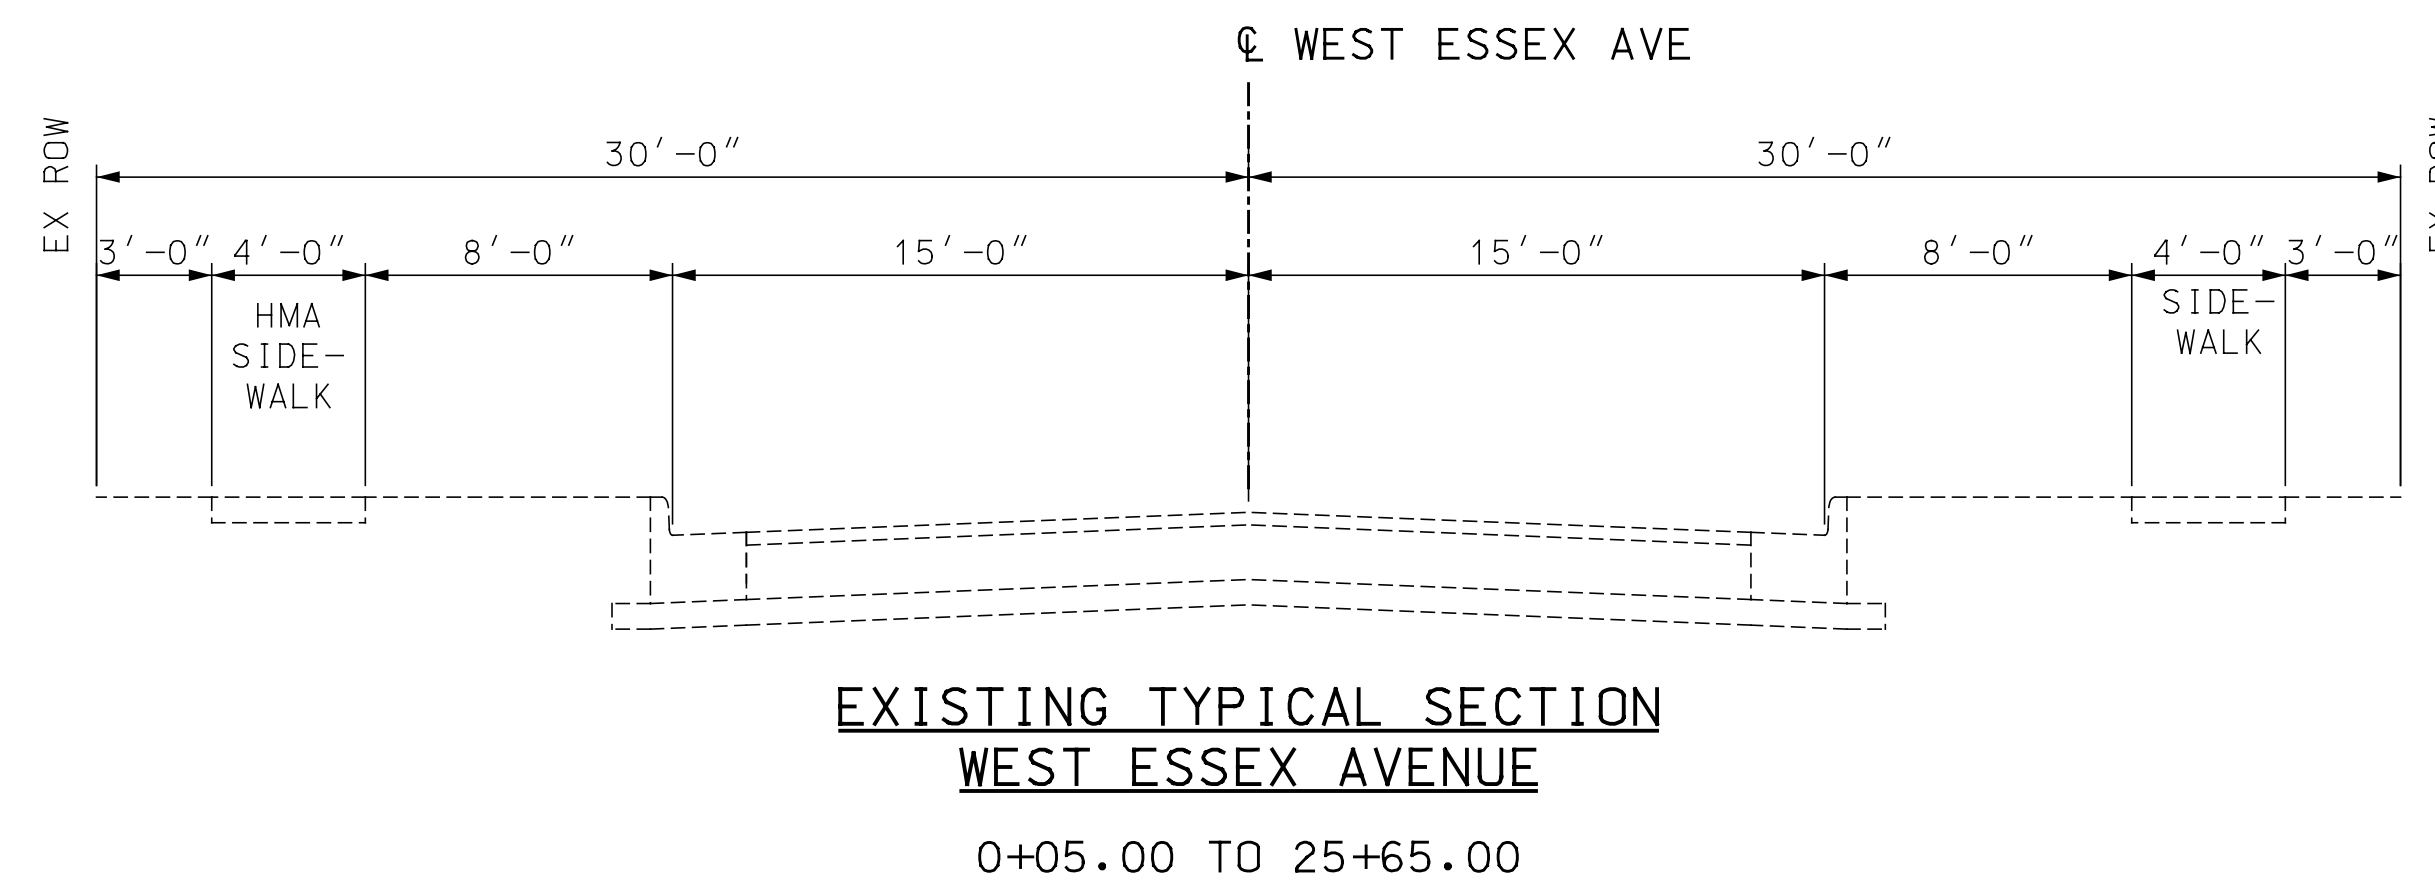 ℄ WEST ESSEX AVE
EX ROW
30'-0"
30'-0"
EX ROW
3'-0"
4'-0"
8'-0"
15'-0"
15'-0"
8'-0"
4'-0"
3'-0"
HMA
SIDE-
WALK
SIDE-
WALK
EXISTING TYPICAL SECTION
WEST ESSEX AVENUE
0+05.00 TO 25+65.00